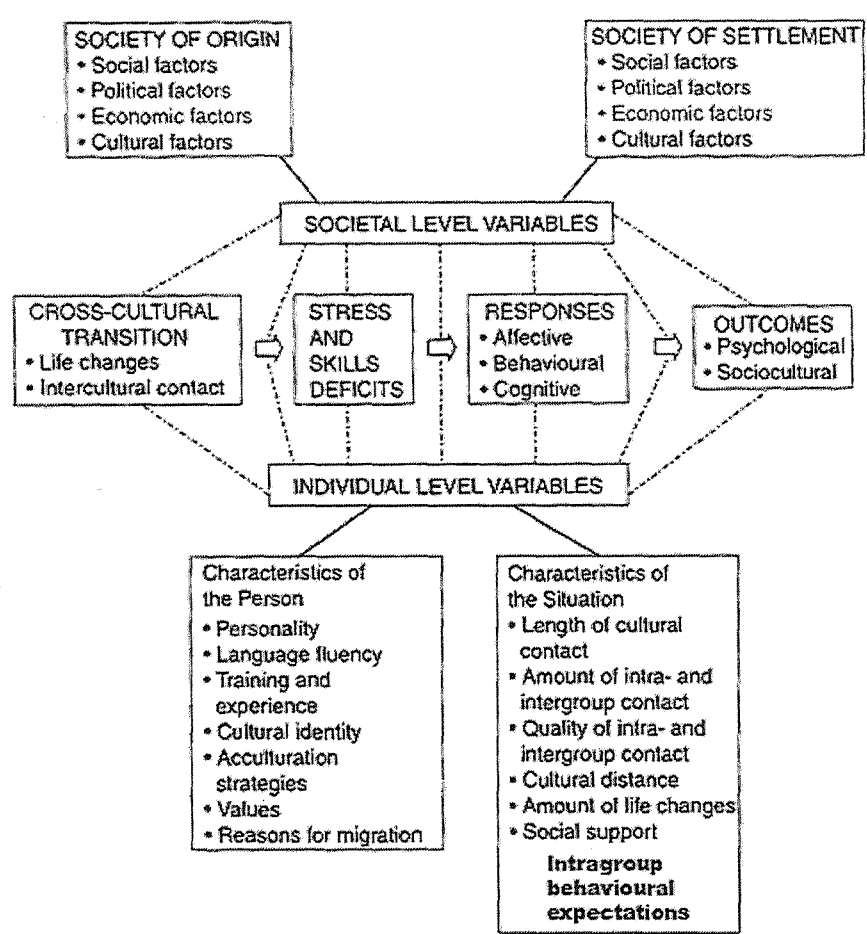 SOCIETY OF ORIGIN
• Social factors
• Political factors
• Economic factors
• Cultural factors
SOCIETY OF SETTLEMENT
• Social factors
• Political factors
• Economic factors
• Cultural factors
SOCIETAL LEVEL VARIABLES
CROSS-CULTURAL
TRANSITION
• Life changes
• Intercultural contact
STRESS
AND
SKILLS
DEFICITS
RESPONSES
• Affective
• Behavioural
• Cognitive
OUTCOMES
• Psychological
• Sociocultural
INDIVIDUAL LEVEL VARIABLES
Characteristics of
the Person
• Personality
• Language fluency
• Training and
experience
• Cultural identity
• Acculturation
strategies
• Values
• Reasons for migration
Characteristics of
the Situation
• Length of cultural
contact
• Amount of intra- and
intergroup contact
• Quality of intra- and
intergroup contact
• Cultural distance
• Amount of life changes
• Social support
Intragroup
behavioural
expectations